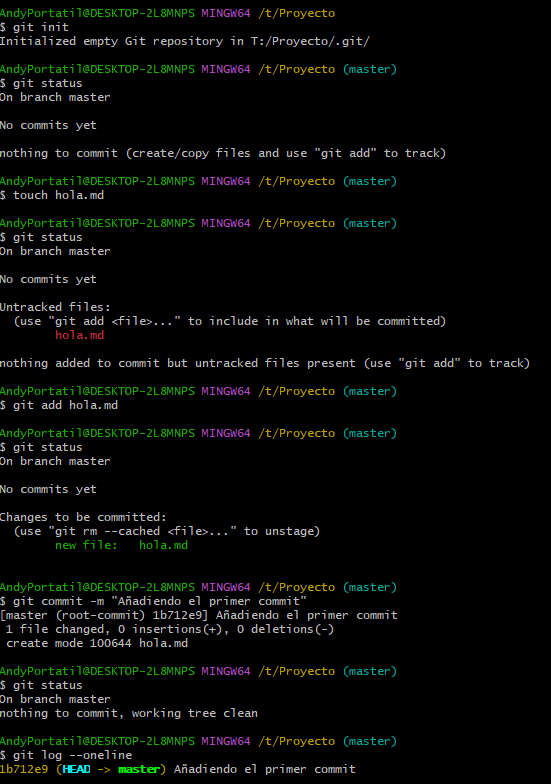 AndyPortatil@DESKTOP-2L8MNPS MINGW64 /t/Proyecto
$ git init
Initialized empty Git repository in T:/Proyecto/.git/
AndyPortatil@DESKTOP-2L8MNPS MINGW64 /t/Proyecto (master)
$ git status
On branch master
No commits yet
nothing to commit (create/copy files and use "git add" to track)
AndyPortatil@DESKTOP-2L8MNPS MINGW64 /t/Proyecto (master)
$ touch hola.md
AndyPortatil@DESKTOP-2L8MNPS MINGW64 /t/Proyecto (master)
$ git status
On branch master
No commits yet
Untracked files:
  (use "git add <file>..." to include in what will be committed)
        hola.md
nothing added to commit but untracked files present (use "git add" to track)
AndyPortatil@DESKTOP-2L8MNPS MINGW64 /t/Proyecto (master)
$ git add hola.md
AndyPortatil@DESKTOP-2L8MNPS MINGW64 /t/Proyecto (master)
$ git status
On branch master
No commits yet
Changes to be committed:
  (use "git rm --cached <file>..." to unstage)
        new file:   hola.md
AndyPortatil@DESKTOP-2L8MNPS MINGW64 /t/Proyecto (master)
$ git commit -m "Añadiendo el primer commit"
[master (root-commit) 1b712e9] Añadiendo el primer commit
 1 file changed, 0 insertions(+), 0 deletions(-)
 create mode 100644 hola.md
AndyPortatil@DESKTOP-2L8MNPS MINGW64 /t/Proyecto (master)
$ git status
On branch master
nothing to commit, working tree clean
AndyPortatil@DESKTOP-2L8MNPS MINGW64 /t/Proyecto (master)
$ git log --oneline
1b712e9 (HEAD -> master) Añadiendo el primer commit